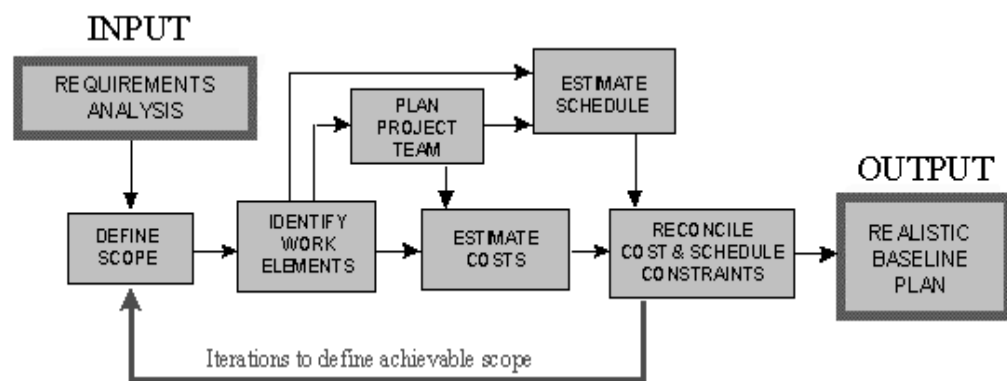 INPUT
REQUIREMENTS
ANALYSIS
DEFINE
SCOPE
IDENTIFY
WORK
ELEMENTS
PLAN
PROJECT
TEAM
ESTIMATE
SCHEDULE
ESTIMATE
COSTS
RECONCILE
COST & SCHEDULE
CONSTRAINTS
OUTPUT
REALISTIC
BASELINE
PLAN
Iterations to define achievable scope